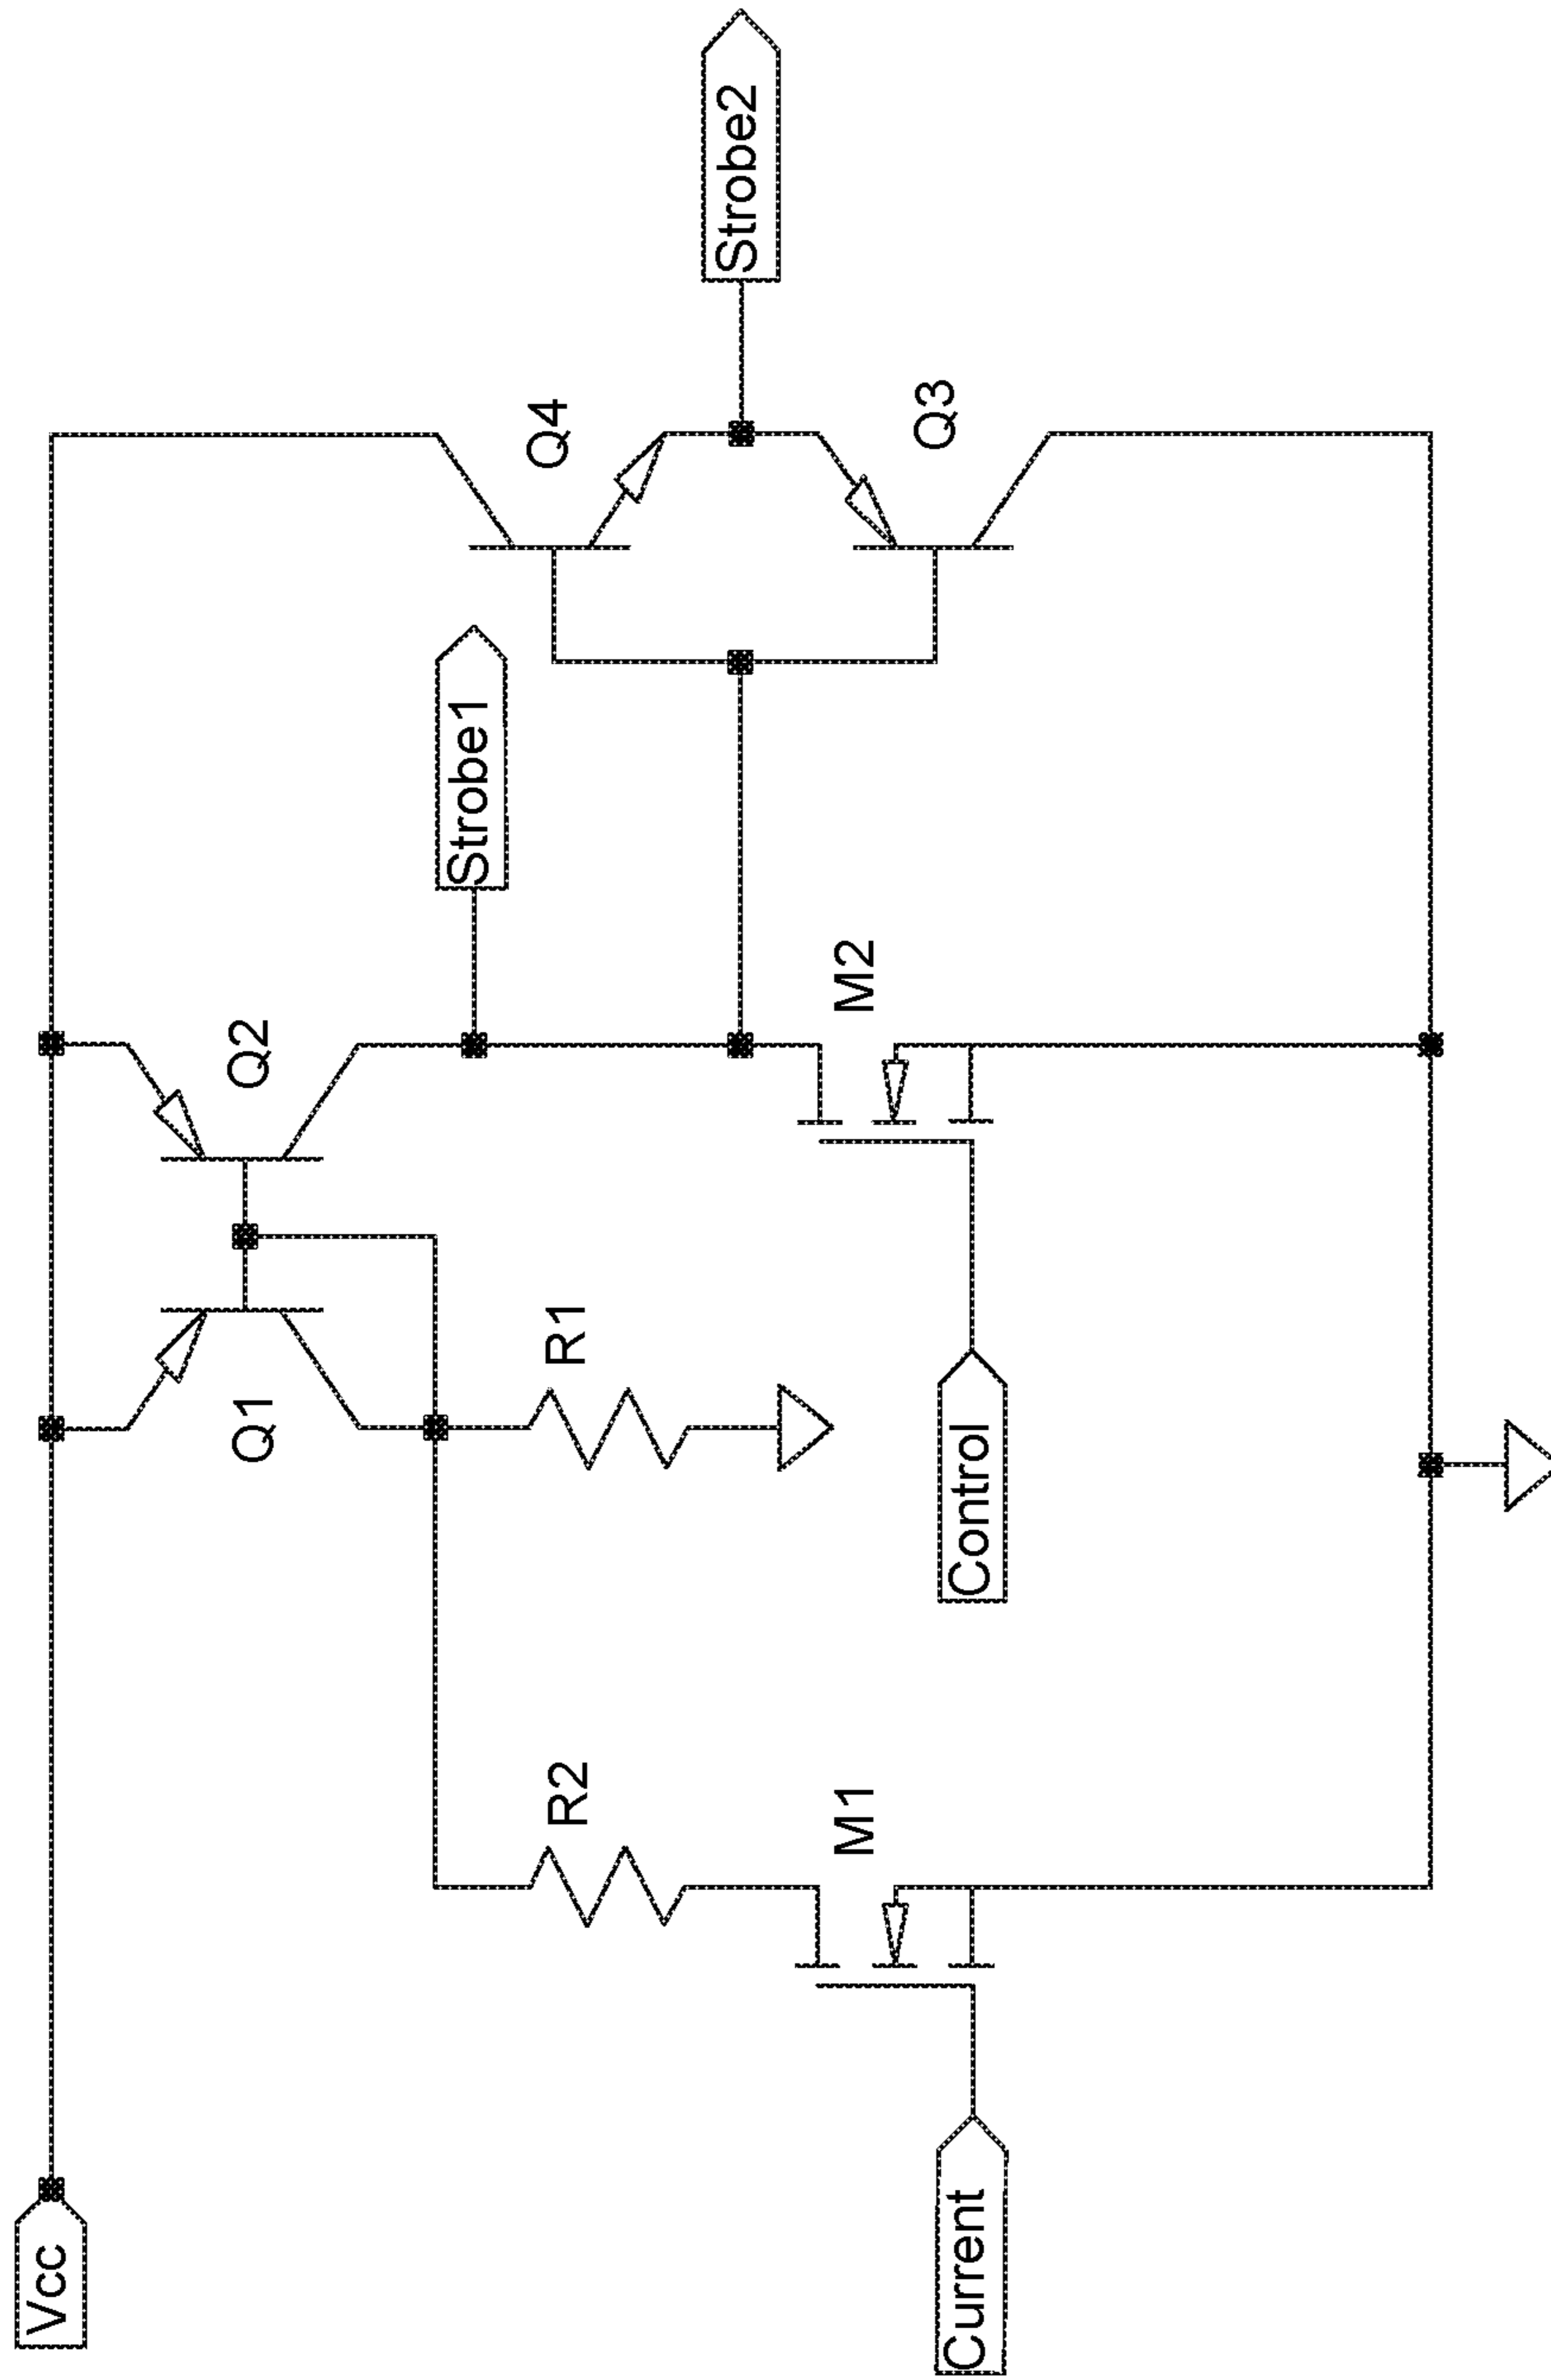 Vcc
Q1
Q2
Q4
Strobe1
Strobe2
R2
R1
Q3
M1
M2
Current
Control